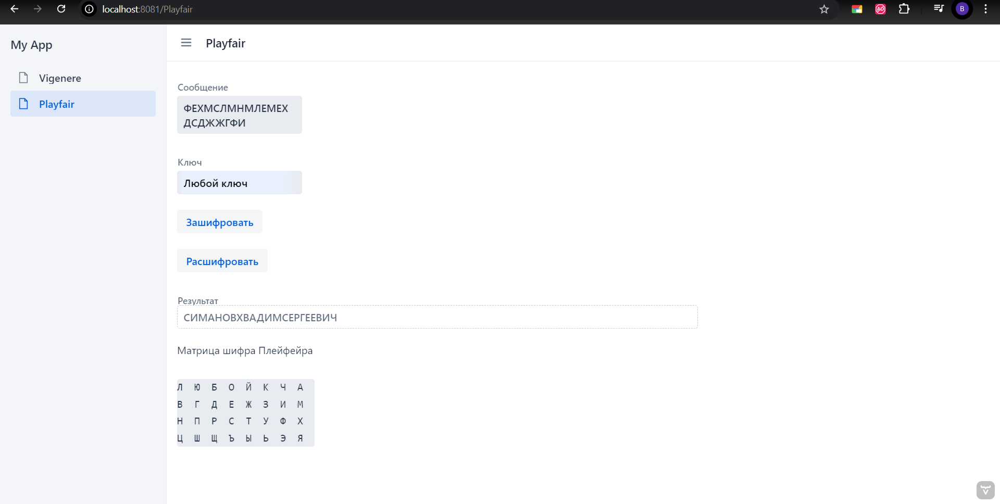 localhost:8081/Playfair
B
My App
Playfair
Vigenere
Playfair
Сообщение
ФЕХМСЛМНМЛЕМЕХ
ДСДЖЖГФИ
Ключ
Любой ключ
Зашифровать
Расшифровать
Результат
СИМАНОВХВАДИМСЕРГЕЕВИЧ
Матрица шифра Плейфейра
Л Ю Б О Й К Ч А
В Г Д Е Ж З И М
Н П Р С Т У Ф Х
Ц Ш Щ Ъ Ы Ь Э Я